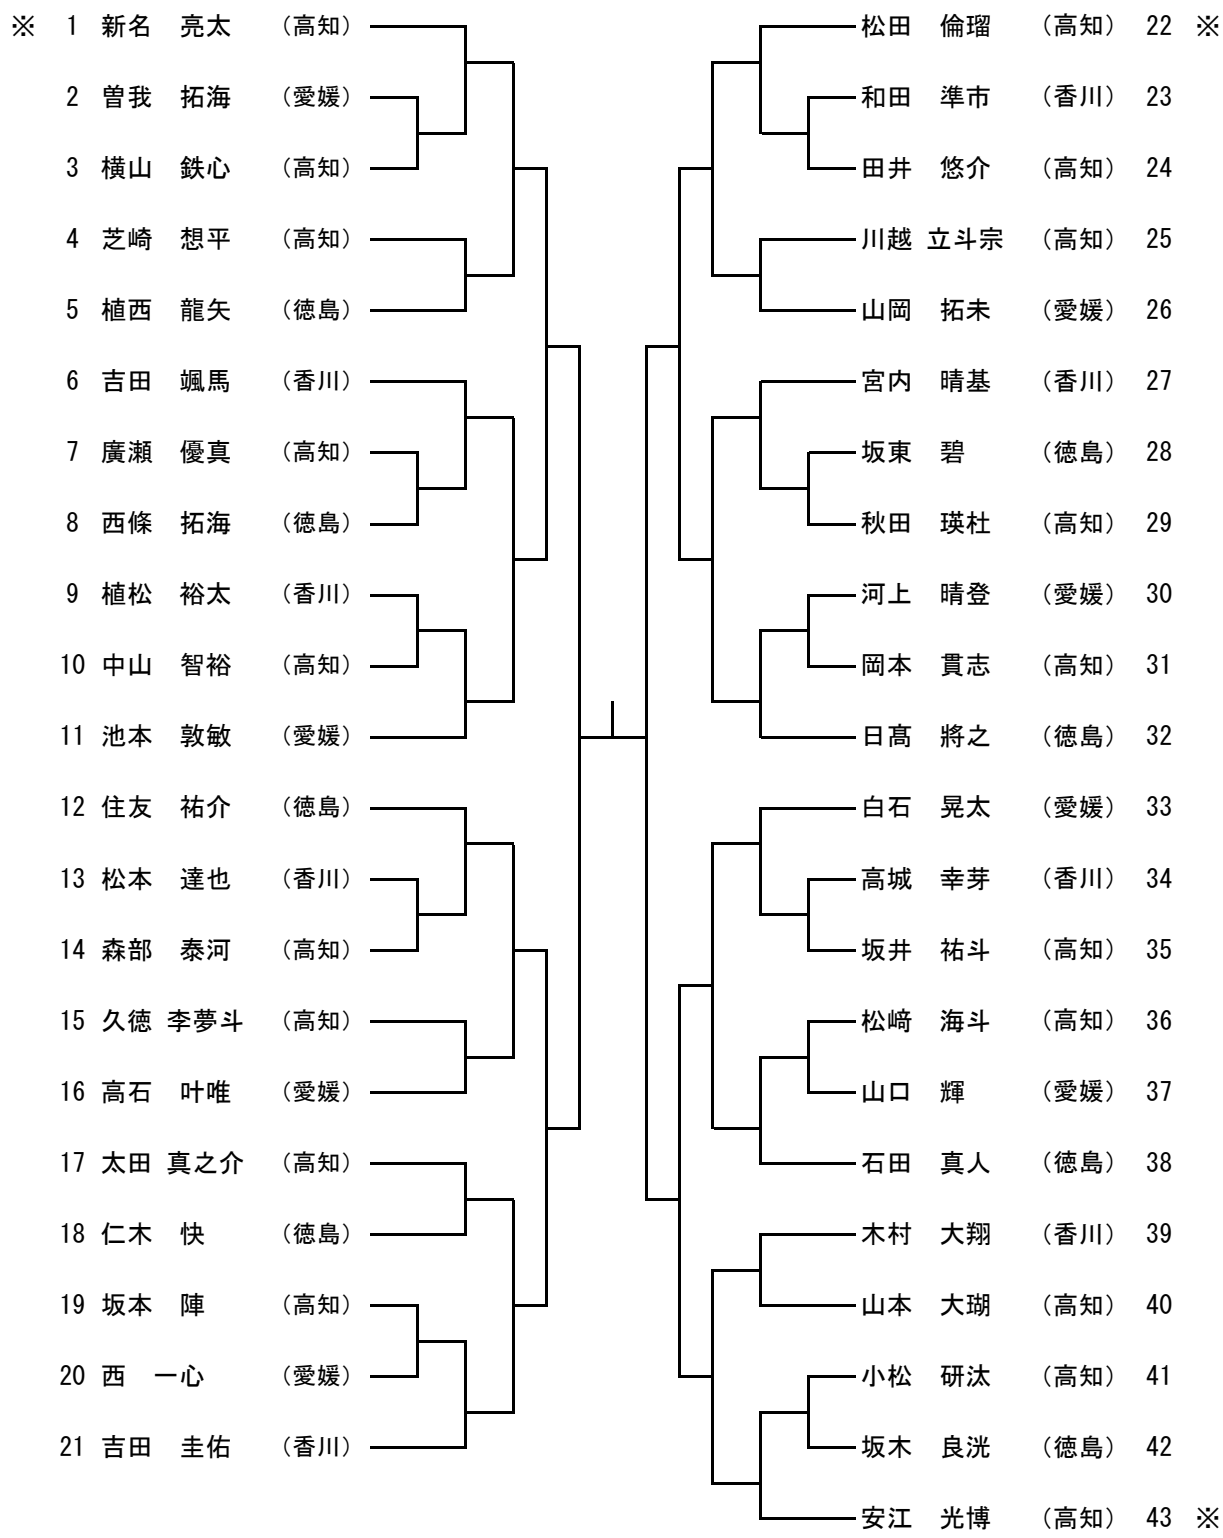 ※ 1 新名 亮太 （高知）
2 曽我 拓海 （愛媛）
3 横山 鉄心 （高知）
4 芝崎 想平 （高知）
5 植西 龍矢 （徳島）
6 吉田 颯馬 （香川）
7 廣瀬 優真 （高知）
8 西條 拓海 （徳島）
9 植松 裕太 （香川）
10 中山 智裕 （高知）
11 池本 敦敏 （愛媛）
12 住友 祐介 （徳島）
13 松本 達也 （香川）
14 森部 泰河 （高知）
15 久徳 李夢斗 （高知）
16 高石 叶唯 （愛媛）
17 太田 真之介 （高知）
18 仁木 快 （徳島）
19 坂本 陣 （高知）
20 西 一心 （愛媛）
21 吉田 圭佑 （香川）
松田 倫瑠 （高知） 22 ※
和田 準市 （香川） 23
田井 悠介 （高知） 24
川越 立斗宗 （高知） 25
山岡 拓未 （愛媛） 26
宮内 晴基 （香川） 27
坂東 碧 （徳島） 28
秋田 瑛杜 （高知） 29
河上 晴登 （愛媛） 30
岡本 貫志 （高知） 31
日髙 將之 （徳島） 32
白石 晃太 （愛媛） 33
高城 幸芽 （香川） 34
坂井 祐斗 （高知） 35
松﨑 海斗 （高知） 36
山口 輝 （愛媛） 37
石田 真人 （徳島） 38
木村 大翔 （香川） 39
山本 大瑚 （高知） 40
小松 研汰 （高知） 41
坂木 良洸 （徳島） 42
安江 光博 （高知） 43 ※